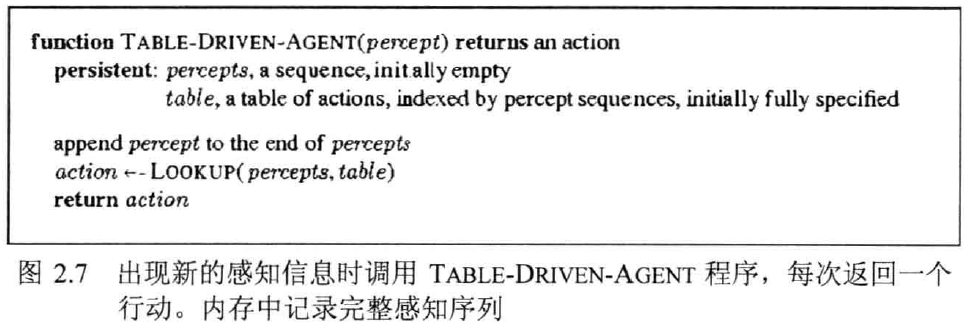 function TABLE-DRIVEN-AGENT(percept) returns an action
persistent: percepts, a sequence, initally empty
table, a table of actions, indexed by percept sequences, initially fully specified
append percept to the end of percepts
action ← LOOKUP(percepts, table)
return action
图 2.7 出现新的感知信息时调用 TABLE-DRIVEN-AGENT 程序，每次返回一个
行动。内存中记录完整感知序列